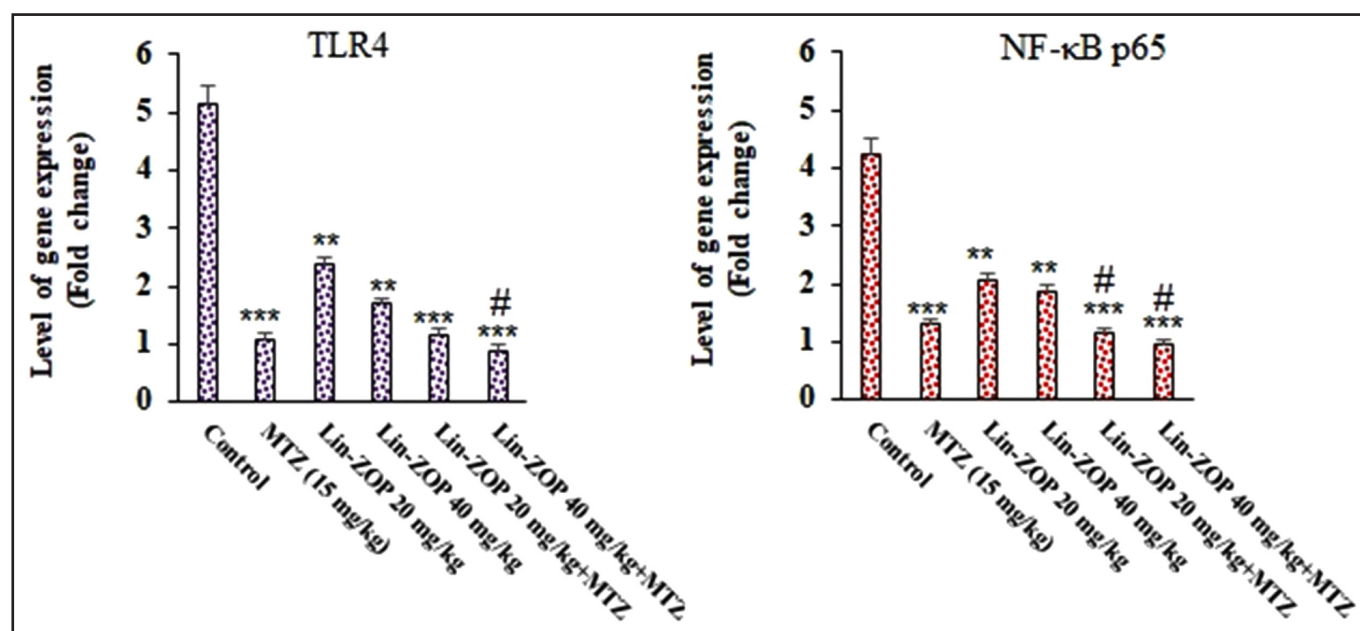 TLR4
Level of gene expression
(Fold change)
6
5
4
3
2
1
0
***
**
**
***
#
***
Control
MTZ (15 mg/kg)
Lin-ZOP 20 mg/kg
Lin-ZOP 40 mg/kg
Lin-ZOP 20 mg/kg+MTZ
Lin-ZOP 40 mg/kg+MTZ
NF-κB p65
Level of gene expression
(Fold change)
6
5
4
3
2
1
0
***
**
**
#
***
#
***
Control
MTZ (15 mg/kg)
Lin-ZOP 20 mg/kg
Lin-ZOP 40 mg/kg
Lin-ZOP 20 mg/kg+MTZ
Lin-ZOP 40 mg/kg+MTZ